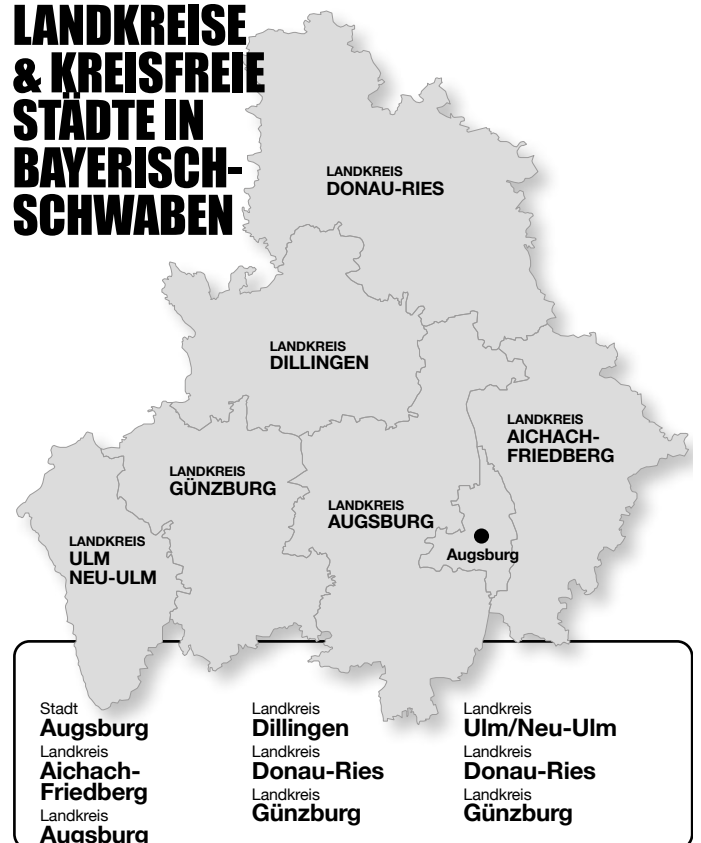 LANDKREISE
& KREISFREIE
STÄDTE IN
BAYERISCH-
SCHWABEN
LANDKREIS
DONAU-RIES
LANDKREIS
DILLINGEN
LANDKREIS
AICHACH-
FRIEDBERG
LANDKREIS
GÜNZBURG
LANDKREIS
AUGSBURG
LANDKREIS
ULM
NEU-ULM
Augsburg
Stadt
Augsburg
Landkreis
Aichach-
Friedberg
Landkreis
Augsburg
Landkreis
Dillingen
Landkreis
Donau-Ries
Landkreis
Günzburg
Landkreis
Ulm/Neu-Ulm
Landkreis
Donau-Ries
Landkreis
Günzburg